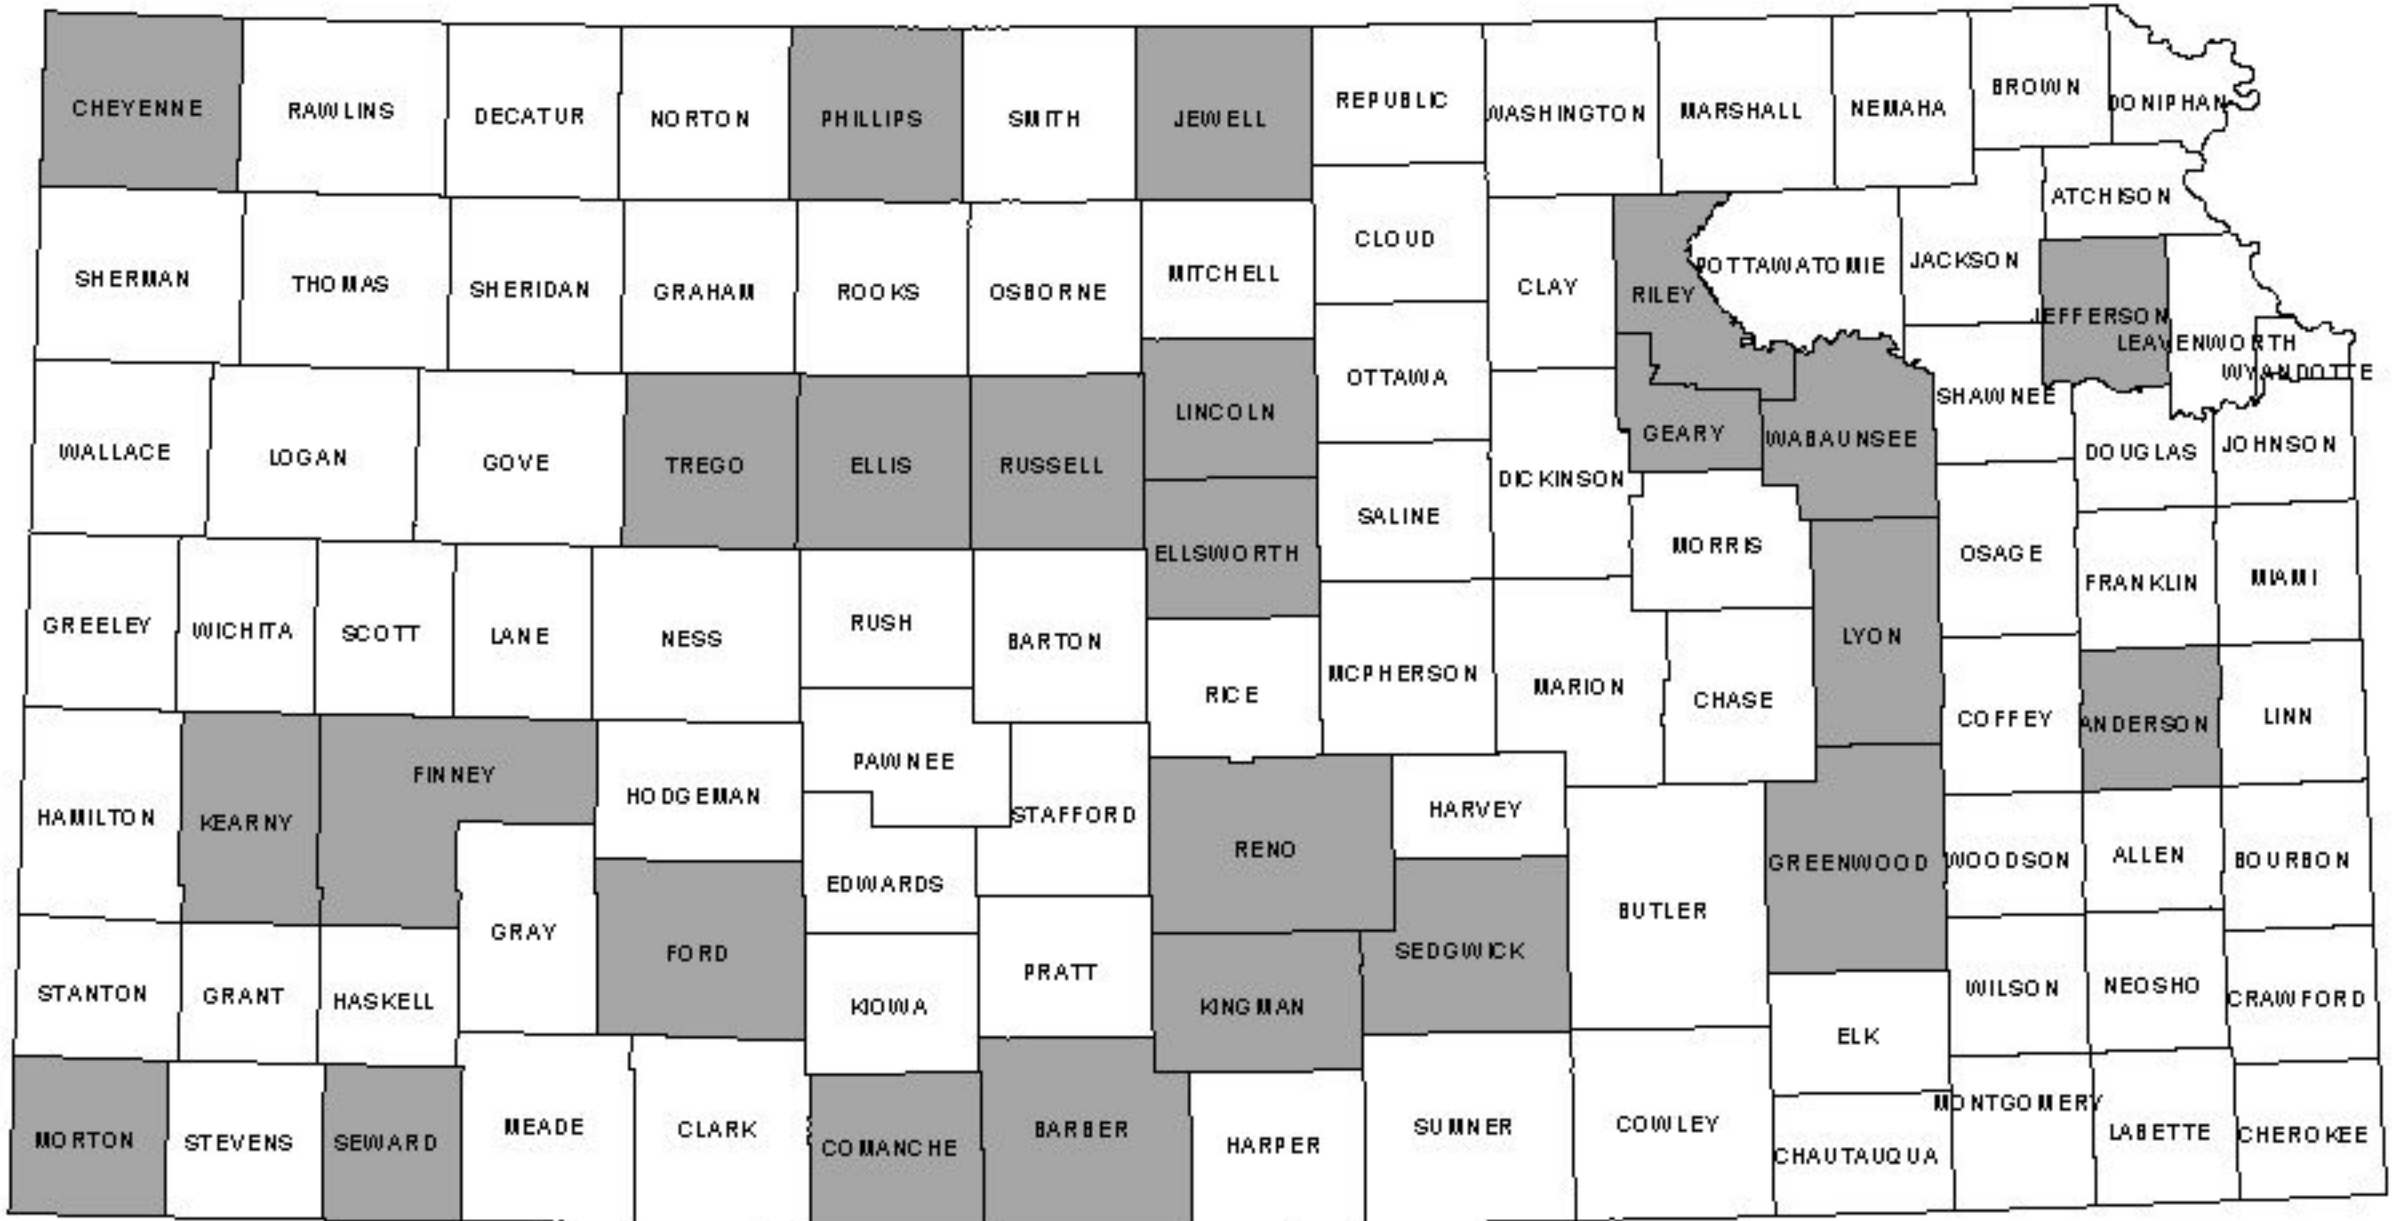 CHEYENNE
RAWLINS
DECATUR
NORTON
PHILLIPS
SMITH
JEWELL
REPUBLIC
WASHINGTON
MARSHALL
NEMAHA
BROWN
DONIPHAN
ATCHISON
SHERMAN
THOMAS
SHERIDAN
GRAHAM
ROOKS
OSBORNE
MITCHELL
CLOUD
CLAY
RILEY
POTTAWATOMIE
JACKSON
JEFFERSON
LEAVENWORTH
WYANDOTTE
WALLACE
LOGAN
GOVE
TREGO
ELLIS
RUSSELL
LINCOLN
OTTAWA
DICKINSON
GEARY
WABAUNSEE
SHAWNEE
DOUGLAS
JOHNSON
ELLSWORTH
SALINE
MORRIS
OSAGE
FRANKLIN
MIAMI
GREELEY
WICHITA
SCOTT
LANE
NESS
RUSH
BARTON
RICE
MCPHERSON
MARION
CHASE
LYON
COFFEY
ANDERSON
LINN
HAMILTON
KEARNY
FINNEY
HODGEMAN
PAWNEE
STAFFORD
RENO
HARVEY
BUTLER
GREENWOOD
WOODSON
ALLEN
BOURBON
EDWARDS
GRAY
FORD
STANTON
GRANT
HASKELL
KIOWA
PRATT
KINGMAN
SEDGWICK
ELK
WILSON
NEOSHO
CRAWFORD
MORTON
STEVENS
SEWARD
MEADE
CLARK
COMANCHE
BARBER
HARPER
SUMNER
COWLEY
CHAUTAUQUA
MONTGOMERY
LABETTE
CHEROKEE